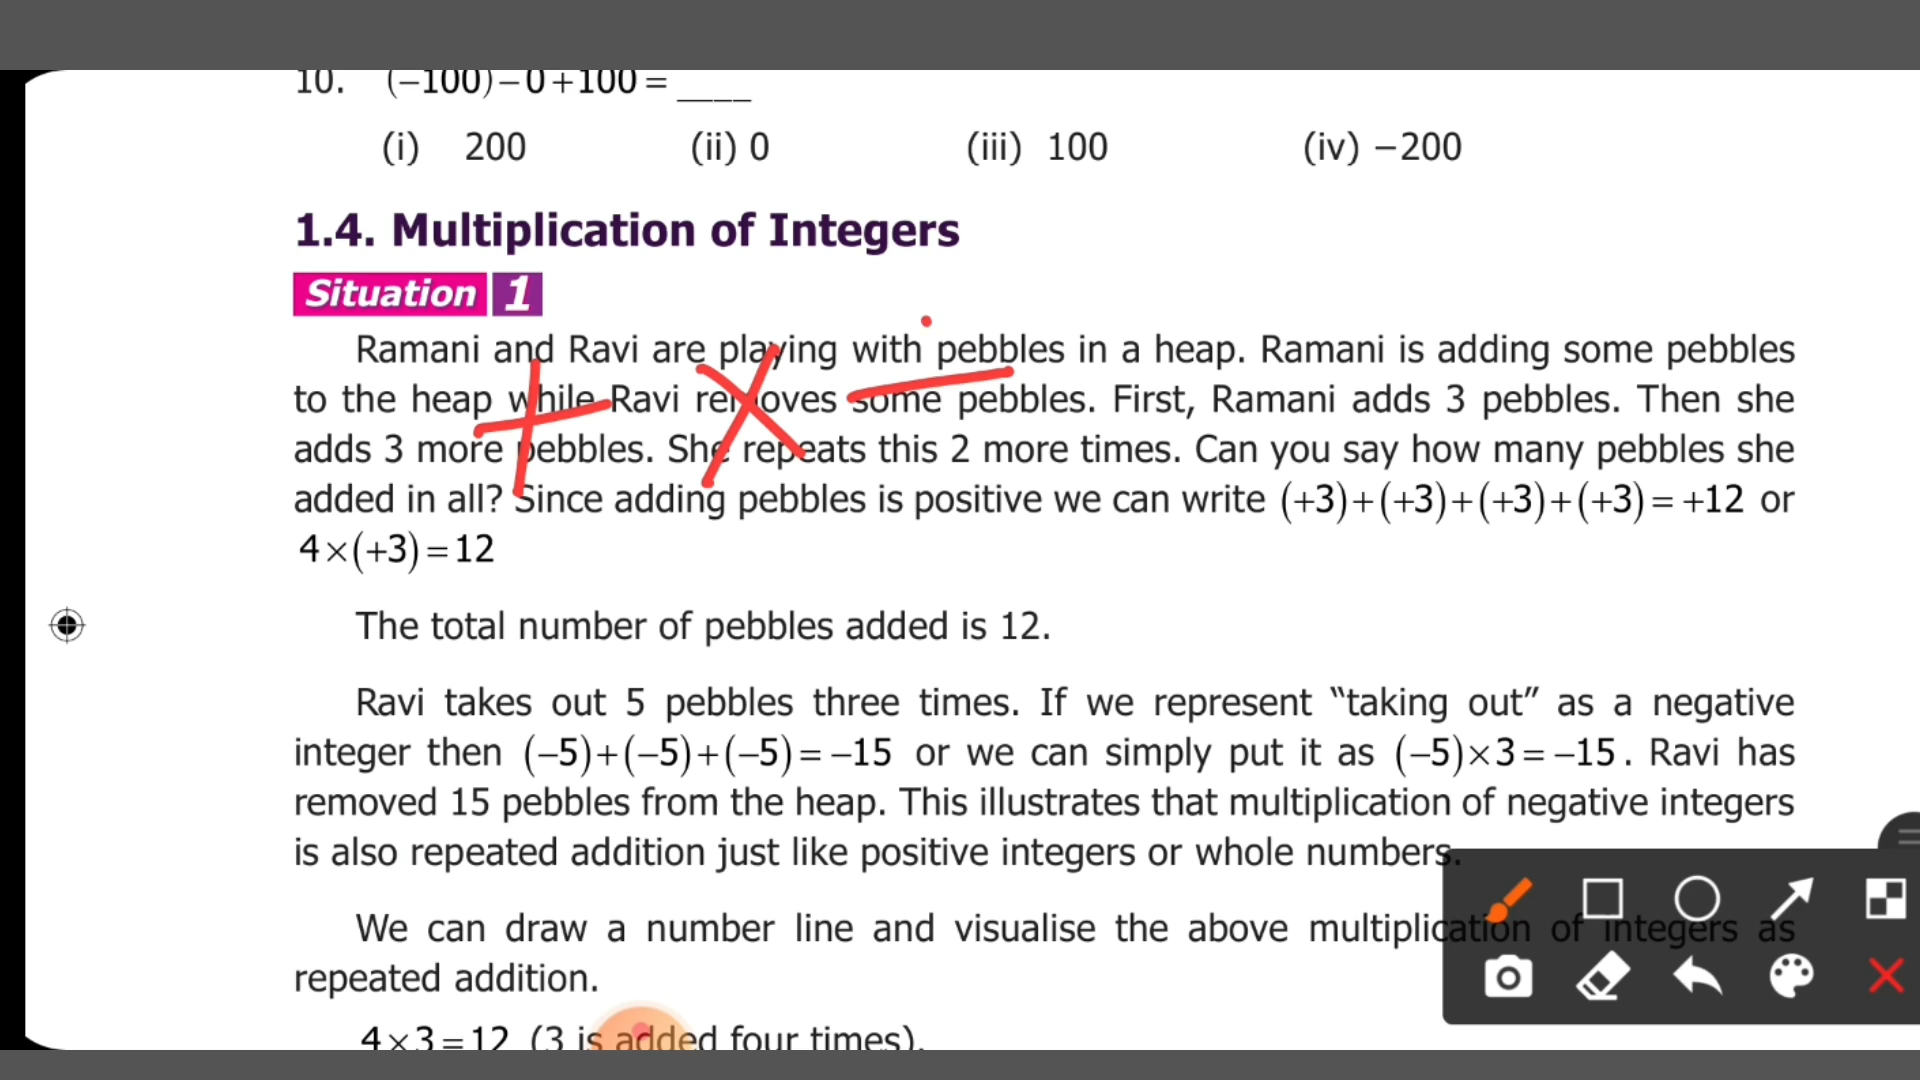 10. (−100)−0+100= ____
(i) 200 (ii) 0 (iii) 100 (iv) −200
1.4. Multiplication of Integers
Situation 1
Ramani and Ravi are playing with pebbles in a heap. Ramani is adding some pebbles
to the heap while Ravi removes some pebbles. First, Ramani adds 3 pebbles. Then she
adds 3 more pebbles. She repeats this 2 more times. Can you say how many pebbles she
added in all? Since adding pebbles is positive we can write (+3)+(+3)+(+3)+(+3)=+12 or
4×(+3)=12
The total number of pebbles added is 12.
Ravi takes out 5 pebbles three times. If we represent “taking out” as a negative
integer then (−5)+(−5)+(−5)=−15 or we can simply put it as (−5)×3=−15. Ravi has
removed 15 pebbles from the heap. This illustrates that multiplication of negative integers
is also repeated addition just like positive integers or whole numbers.
We can draw a number line and visualise the above multiplication of integers as
repeated addition.
4×3=12 (3 is added four times).